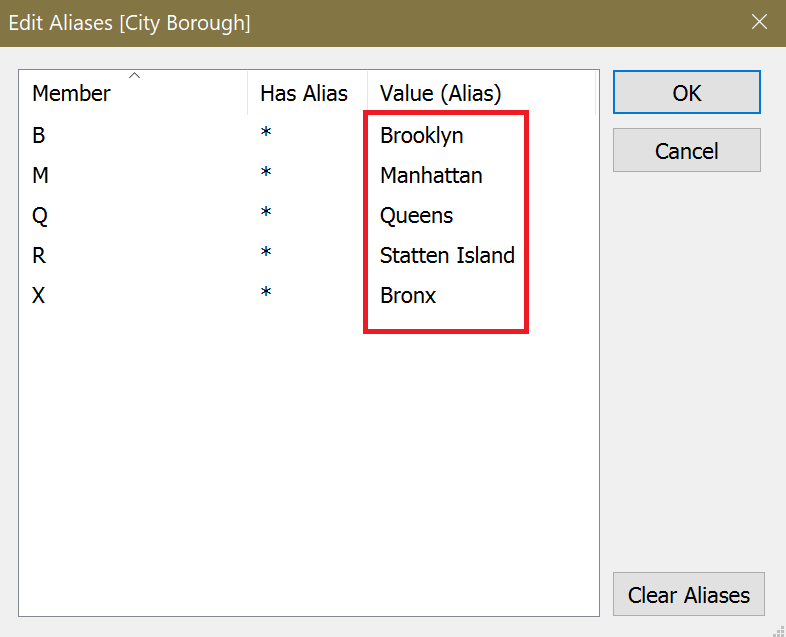 Edit Aliases [City Borough]
Member Has Alias Value (Alias)
B * Brooklyn
M * Manhattan
Q * Queens
R * Statten Island
X * Bronx
OK
Cancel
Clear Aliases